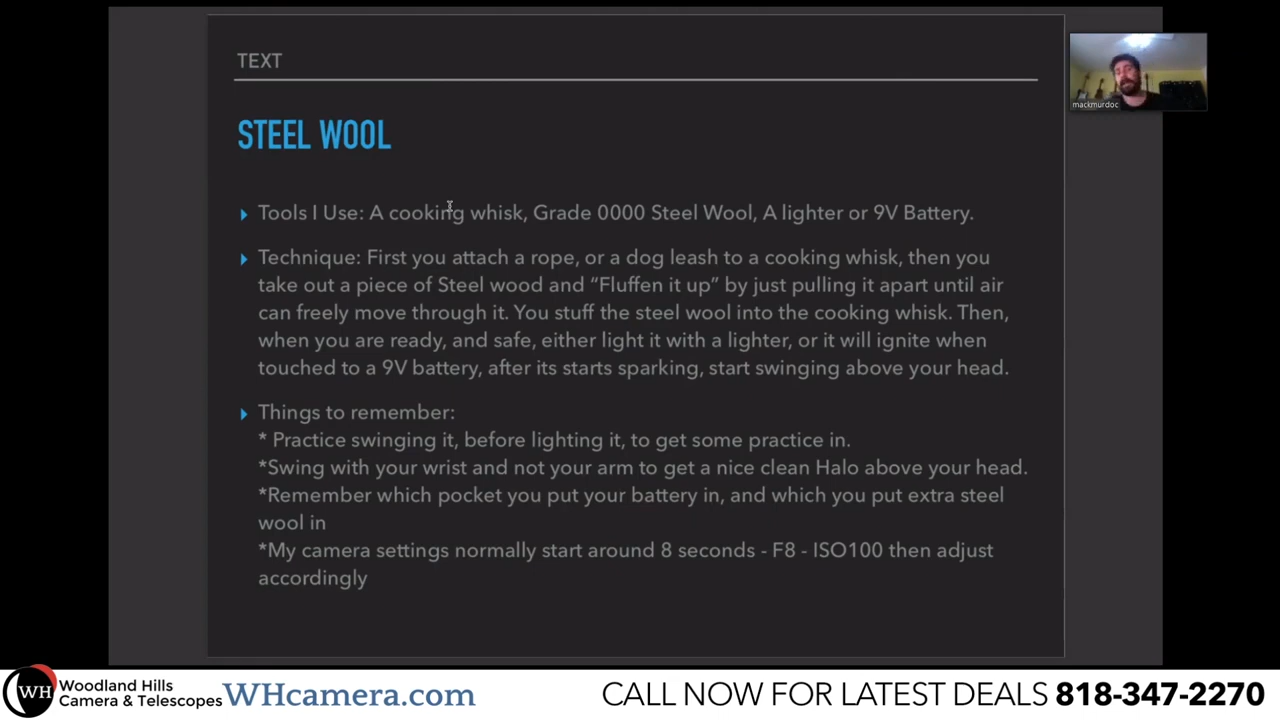 TEXT
mackmurdoc
STEEL WOOL
Tools I Use: A cooking whisk, Grade 0000 Steel Wool, A lighter or 9V Battery.
Technique: First you attach a rope, or a dog leash to a cooking whisk, then you
take out a piece of Steel wood and “Fluffen it up” by just pulling it apart until air
can freely move through it. You stuff the steel wool into the cooking whisk. Then,
when you are ready, and safe, either light it with a lighter, or it will ignite when
touched to a 9V battery, after its starts sparking, start swinging above your head.
Things to remember:
* Practice swinging it, before lighting it, to get some practice in.
*Swing with your wrist and not your arm to get a nice clean Halo above your head.
*Remember which pocket you put your battery in, and which you put extra steel
wool in
*My camera settings normally start around 8 seconds - F8 - ISO100 then adjust
accordingly
WH Woodland Hills
Camera & Telescopes
WHcamera.com
CALL NOW FOR LATEST DEALS 818-347-2270